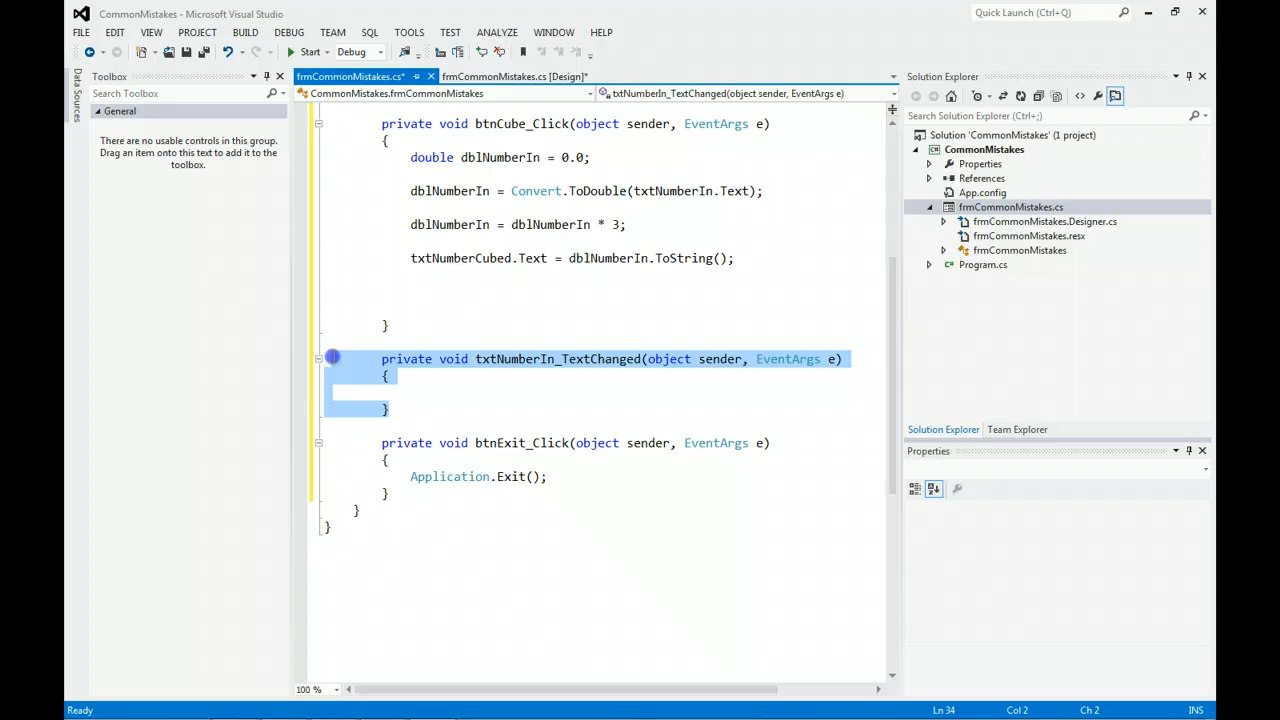 CommonMistakes - Microsoft Visual Studio
Quick Launch (Ctrl+Q)
FILE EDIT VIEW PROJECT BUILD DEBUG TEAM SQL TOOLS TEST ANALYZE WINDOW HELP
Start Debug
Data Sources
Toolbox
Search Toolbox
General
There are no usable controls in this group.
Drag an item onto this text to add it to the
toolbox.
frmCommonMistakes.cs* frmCommonMistakes.cs [Design]*
CommonMistakes.frmCommonMistakes txtNumberIn_TextChanged(object sender, EventArgs e)
private void btnCube_Click(object sender, EventArgs e)
{
double dblNumberIn = 0.0;
dblNumberIn = Convert.ToDouble(txtNumberIn.Text);
dblNumberIn = dblNumberIn * 3;
txtNumberCubed.Text = dblNumberIn.ToString();
}
private void txtNumberIn_TextChanged(object sender, EventArgs e)
{
}
private void btnExit_Click(object sender, EventArgs e)
{
Application.Exit();
}
}
}
100 %
Solution Explorer
Search Solution Explorer (Ctrl+;)
Solution 'CommonMistakes' (1 project)
CommonMistakes
Properties
References
App.config
frmCommonMistakes.cs
frmCommonMistakes.Designer.cs
frmCommonMistakes.resx
frmCommonMistakes
Program.cs
Solution Explorer Team Explorer
Properties
Ready Ln 34 Col 2 Ch 2 INS